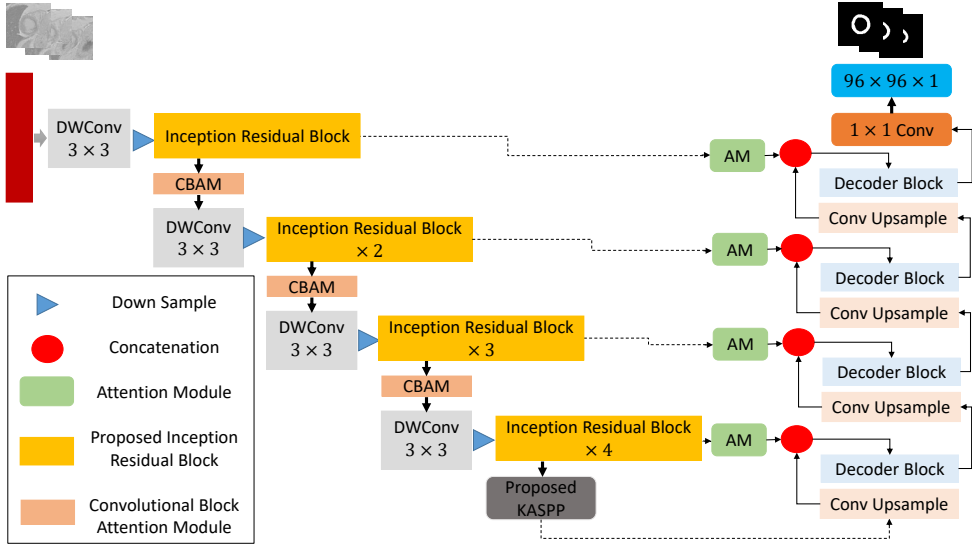 96 × 96 × 1
1 × 1 Conv
DWConv
3 × 3
Inception Residual Block
AM
Decoder Block
CBAM
Conv Upsample
DWConv
3 × 3
Inception Residual Block
× 2
AM
Decoder Block
CBAM
Conv Upsample
DWConv
3 × 3
Inception Residual Block
× 3
AM
Decoder Block
CBAM
Conv Upsample
DWConv
3 × 3
Inception Residual Block
× 4
AM
Decoder Block
Proposed
KASPP
Conv Upsample
Down Sample
Concatenation
Attention Module
Proposed Inception
Residual Block
Convolutional Block
Attention Module